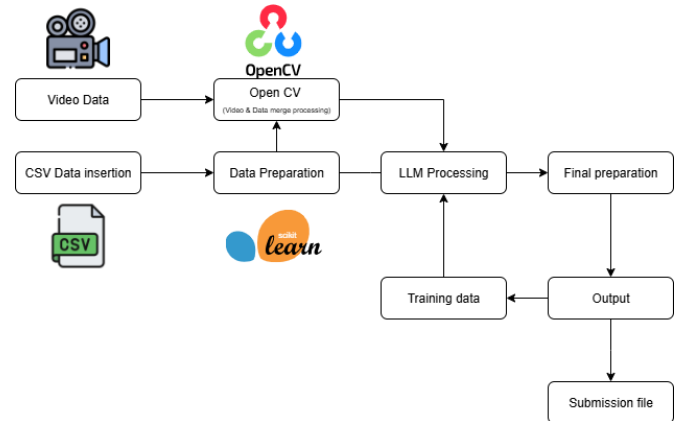 OpenCV
Video Data
Open CV
(Video & Data merge processing)
CSV Data insertion
Data Preparation
LLM Processing
Final preparation
CSV
scikit
learn
Training data
Output
Submission file